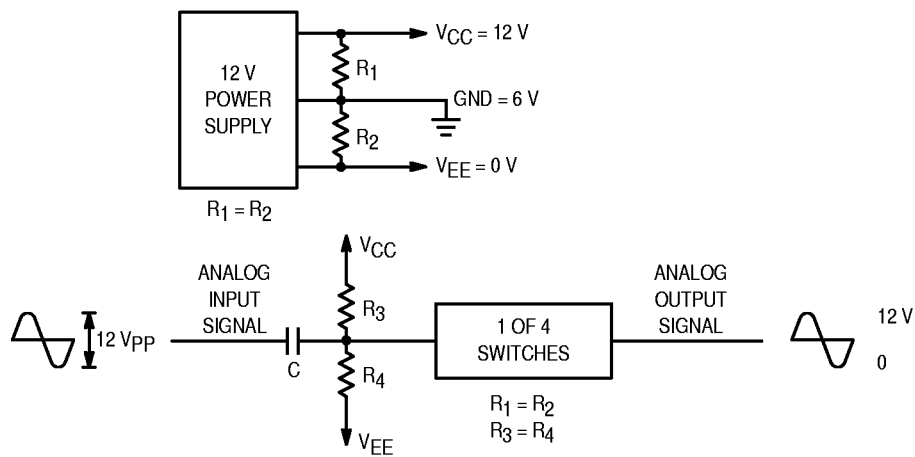 12 V
POWER
SUPPLY
VCC = 12 V
R1
GND = 6 V
R2
VEE = 0 V
R1 = R2
12 VPP
ANALOG
INPUT
SIGNAL
C
VCC
R3
R4
VEE
1 OF 4
SWITCHES
R1 = R2
R3 = R4
ANALOG
OUTPUT
SIGNAL
12 V
0